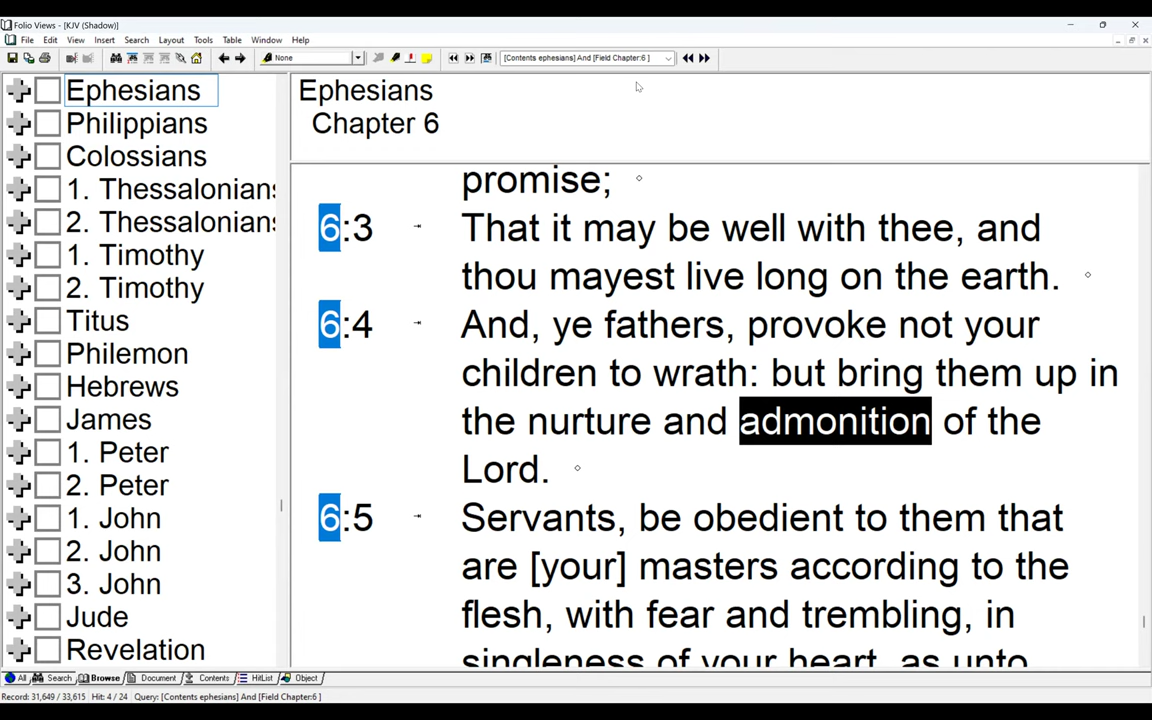 Folio Views - [KJV (Shadow)]
File Edit View Insert Search Layout Tools Table Window Help
None
[Contents ephesians] And [Field Chapter:6 ]
Ephesians
Philippians
Colossians
1. Thessalonians
2. Thessalonians
1. Timothy
2. Timothy
Titus
Philemon
Hebrews
James
1. Peter
2. Peter
1. John
2. John
3. John
Jude
Revelation
Ephesians
Chapter 6
promise;
6:3 That it may be well with thee, and
thou mayest live long on the earth.
6:4 And, ye fathers, provoke not your
children to wrath: but bring them up in
the nurture and admonition of the
Lord.
6:5 Servants, be obedient to them that
are [your] masters according to the
flesh, with fear and trembling, in
singleness of your heart, as unto
All Search Browse Document Contents HitList Object
Record: 31,649 / 33,615 Hit: 4 / 24 Query: [Contents ephesians] And [Field Chapter:6 ]